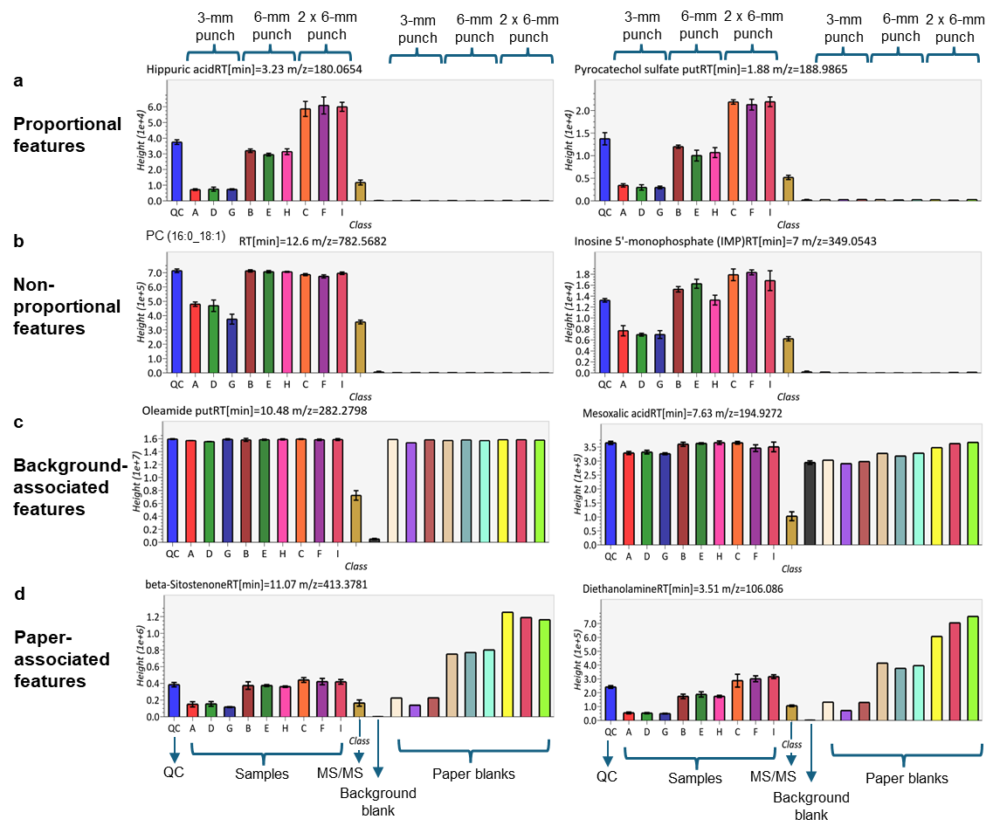 3-mm punch 6-mm punch 2 x 6-mm punch 3-mm punch 6-mm punch 2 x 6-mm punch 3-mm punch 6-mm punch 2 x 6-mm punch 3-mm punch 6-mm punch 2 x 6-mm punch
a
Proportional
features
Hippuric acidRT[min]=3.23 m/z=180.0654
Height (1e+4)
6.0
5.0
4.0
3.0
2.0
1.0
0.0
QC A D G B E H C F I
Class
Pyrocatechol sulfate putRT[min]=1.88 m/z=188.9865
Height (1e+4)
2.0
1.5
1.0
0.5
0.0
QC A D G B E H C F I
Class
b
Non-
proportional
features
PC (16:0_18:1) RT[min]=12.6 m/z=782.5682
Height (1e+5)
7.0
6.0
5.0
4.0
3.0
2.0
1.0
0.0
QC A D G B E H C F I
Class
Inosine 5'-monophosphate (IMP)RT[min]=7 m/z=349.0543
Height (1e+4)
1.8
1.6
1.4
1.2
1.0
0.8
0.6
0.4
0.2
0.0
QC A D G B E H C F I
Class
c
Background-
associated
features
Oleamide putRT[min]=10.48 m/z=282.2798
Height (1e+7)
1.6
1.4
1.2
1.0
0.8
0.6
0.4
0.2
0.0
QC A D G B E H C F I
Class
Mesoxalic acidRT[min]=7.63 m/z=194.9272
Height (1e+5)
3.5
3.0
2.5
2.0
1.5
1.0
0.5
0.0
QC A D G B E H C F I
Class
d
Paper-
associated
features
beta-SitostenoneRT[min]=11.07 m/z=413.3781
Height (1e+6)
1.2
1.0
0.8
0.6
0.4
0.2
0.0
QC A D G B E H C F I
Class
QC Samples MS/MS Paper blanks
Background
blank
DiethanolamineRT[min]=3.51 m/z=106.086
Height (1e+5)
7.0
6.0
5.0
4.0
3.0
2.0
1.0
0.0
QC A D G B E H C F I
Class
QC Samples MS/MS Paper blanks
Background
blank